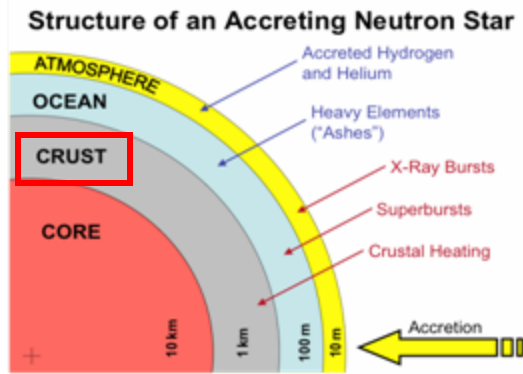 Structure of an Accreting Neutron Star
ATMOSPHERE
Accreted Hydrogen
and Helium
OCEAN
Heavy Elements
("Ashes")
CRUST
X-Ray Bursts
Superbursts
CORE
Crustal Heating
10 km
1 km
100 m
10 m
Accretion